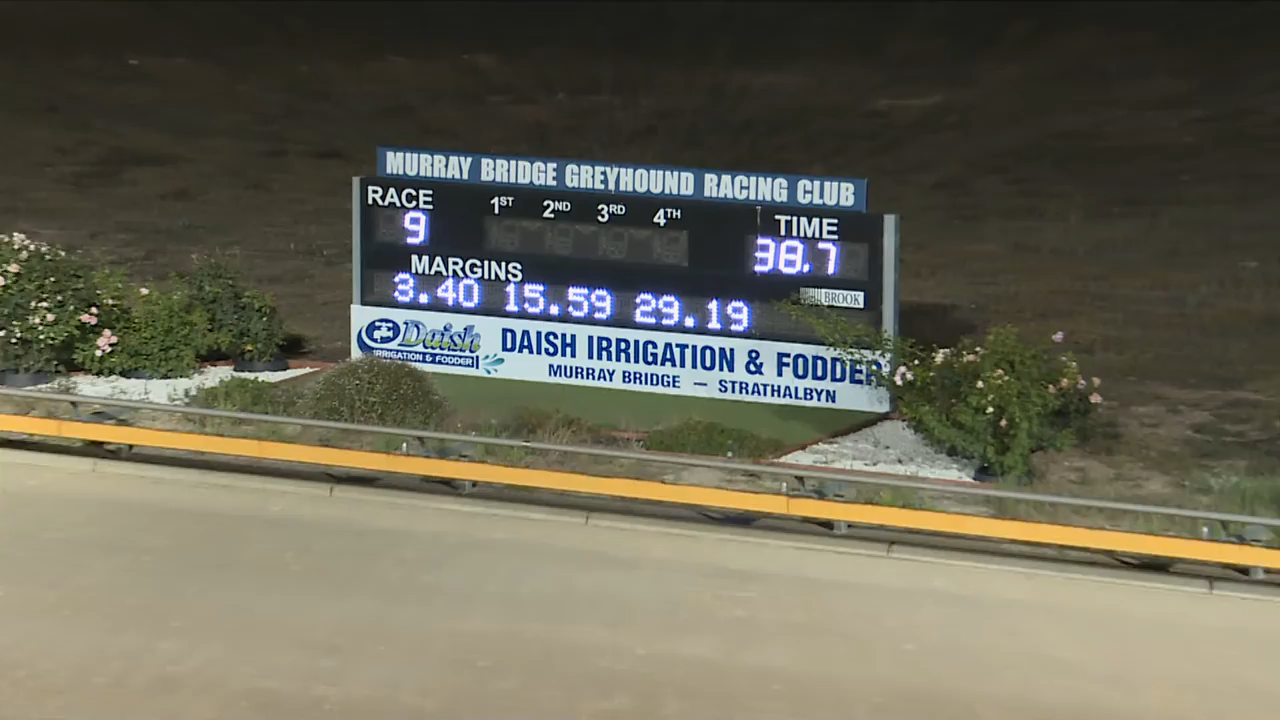 MURRAY BRIDGE GREYHOUND RACING CLUB
RACE 1ST 2ND 3RD 4TH TIME
9 38.7
MARGINS
3.40 15.59 29.19
BROOK
Daish
IRRIGATION & FODDER
DAISH IRRIGATION & FODDER
MURRAY BRIDGE — STRATHALBYN